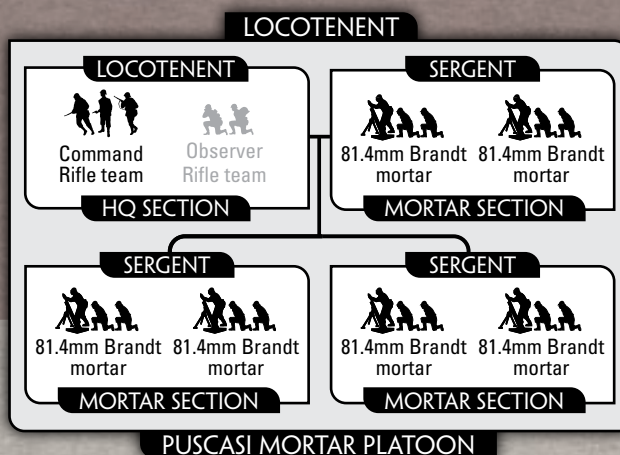 LOCOTENENT
LOCOTENENT
Command
Rifle team
Observer
Rifle team
HQ SECTION
SERGENT
81.4mm Brandt
mortar
81.4mm Brandt
mortar
MORTAR SECTION
SERGENT
81.4mm Brandt
mortar
81.4mm Brandt
mortar
MORTAR SECTION
SERGENT
81.4mm Brandt
mortar
81.4mm Brandt
mortar
MORTAR SECTION
PUSCASI MORTAR PLATOON